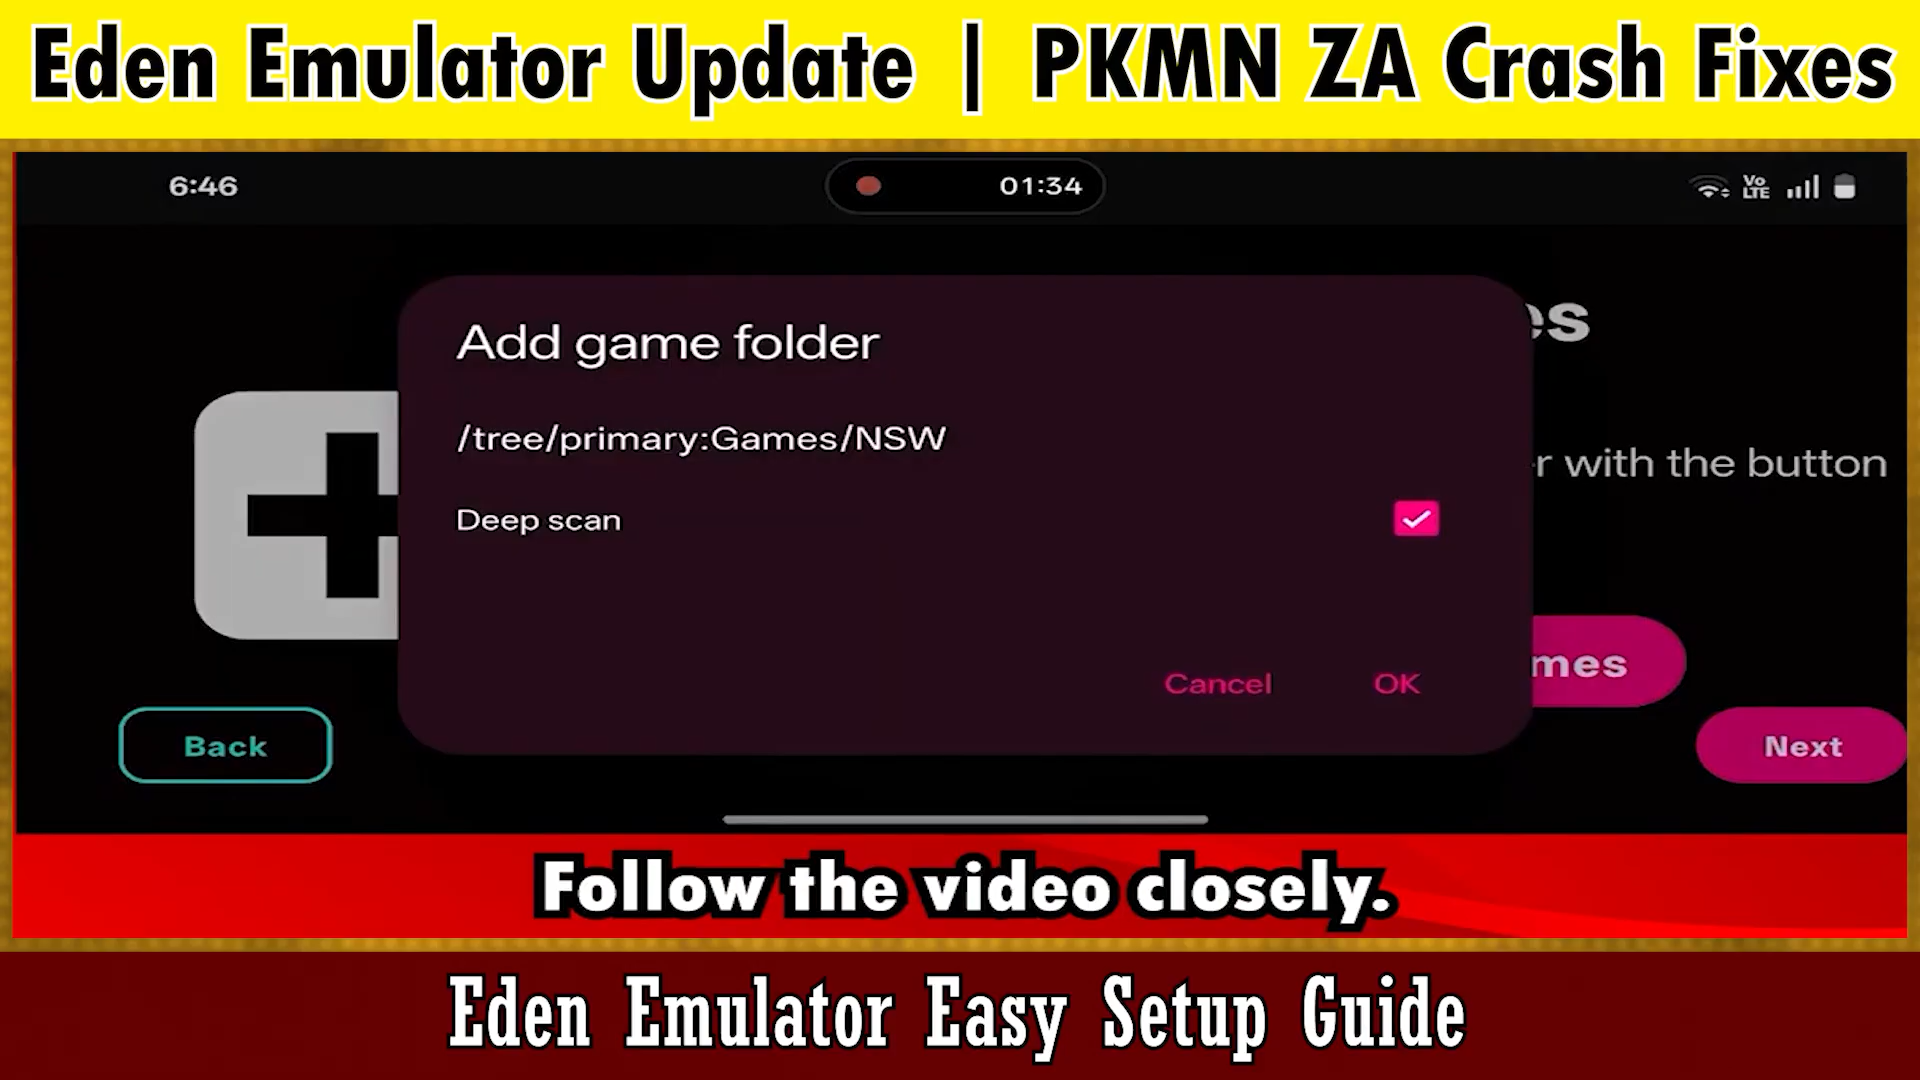 Eden Emulator Update | PKMN ZA Crash Fixes
6:46
01:34
Vo LTE
Add game folder
es
/tree/primary:Games/NSW
r with the button
Deep scan
Cancel
OK
mes
Back
Next
Follow the video closely.
Eden Emulator Easy Setup Guide